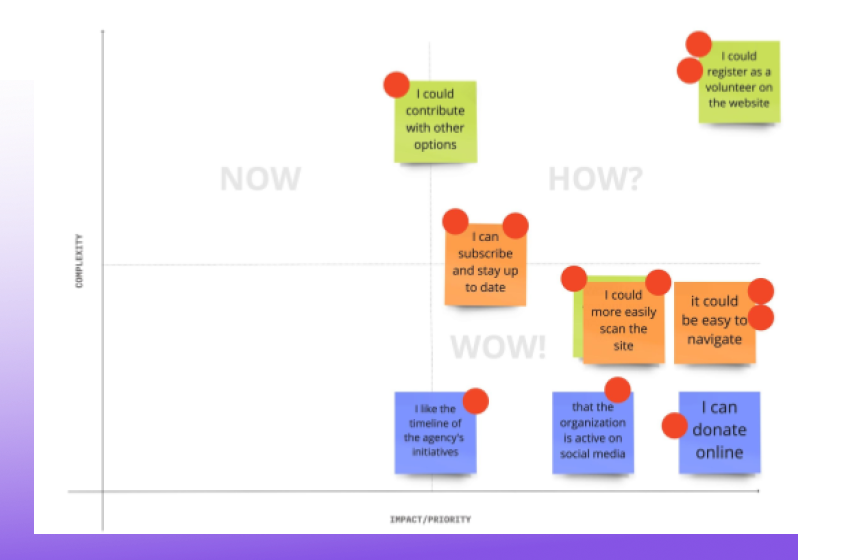 I could
register as a
volunteer on
the website
I could
contribute
with other
options
NOW
HOW?
COMPLEXITY
I can
subscribe
and stay up
to date
I could
more easily
scan the
site
it could
be easy to
navigate
WOW!
I like the
timeline of
the agency's
initiatives
that the
organization
is active on
social media
I can
donate
online
IMPACT/PRIORITY